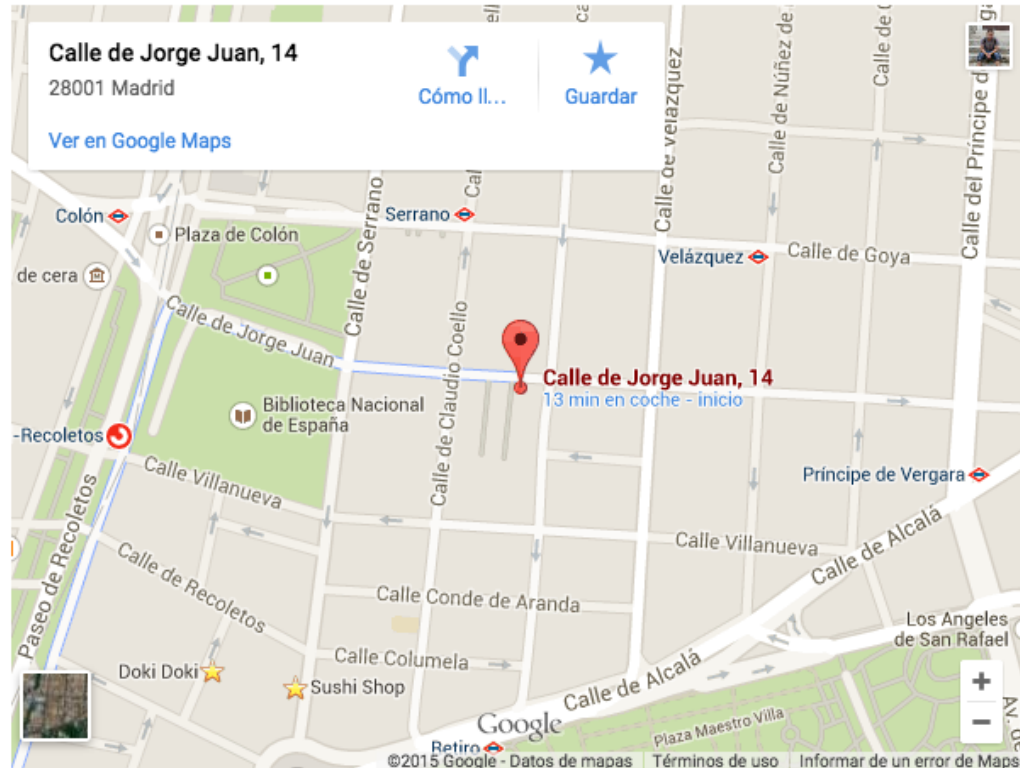 Calle de Jorge Juan, 14
28001 Madrid
Ver en Google Maps
Cómo ll...
Guardar
Calle de Velázquez
Calle de Núñez de
Calle del Príncipe de
Colón
Plaza de Colón
Serrano
Calle de Serrano
Velázquez
Calle de Goya
de cera
Calle de Jorge Juan
Calle de Claudio Coello
Calle de Jorge Juan, 14
13 min en coche - inicio
Biblioteca Nacional
de España
-Recoletos
Calle Villanueva
Príncipe de Vergara
Paseo de Recoletos
Calle de Recoletos
Calle Villanueva
Calle de Alcalá
Calle Conde de Aranda
Los Angeles
de San Rafael
Doki Doki
Calle Columela
Sushi Shop
Calle de Alcalá
Google
Plaza Maestro Villa
Retiro
Av. de
©2015 Google - Datos de mapas
Términos de uso
Informar de un error de Maps